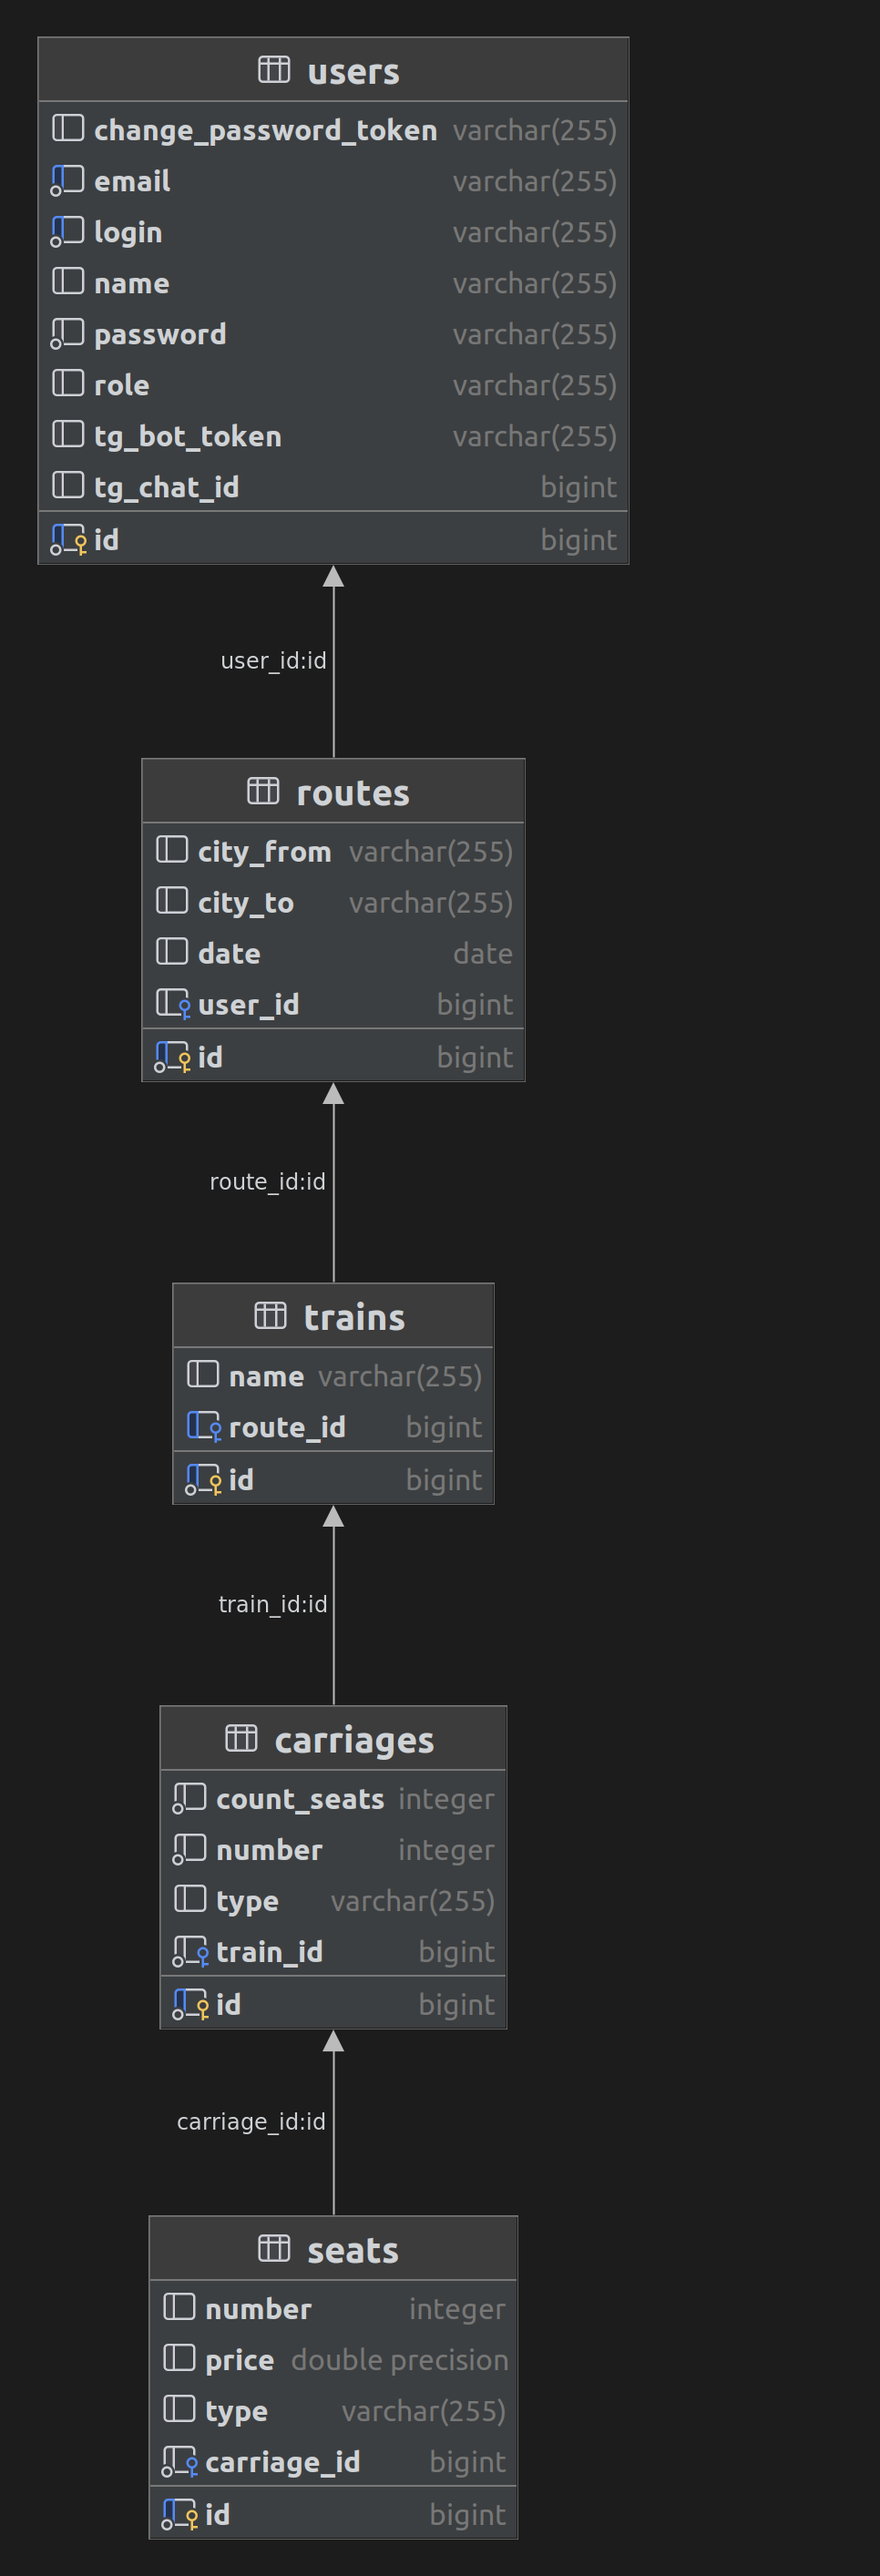 users
change_password_token varchar(255)
email varchar(255)
login varchar(255)
name varchar(255)
password varchar(255)
role varchar(255)
tg_bot_token varchar(255)
tg_chat_id bigint
id bigint
user_id:id
routes
city_from varchar(255)
city_to varchar(255)
date date
user_id bigint
id bigint
route_id:id
trains
name varchar(255)
route_id bigint
id bigint
train_id:id
carriages
count_seats integer
number integer
type varchar(255)
train_id bigint
id bigint
carriage_id:id
seats
number integer
price double precision
type varchar(255)
carriage_id bigint
id bigint